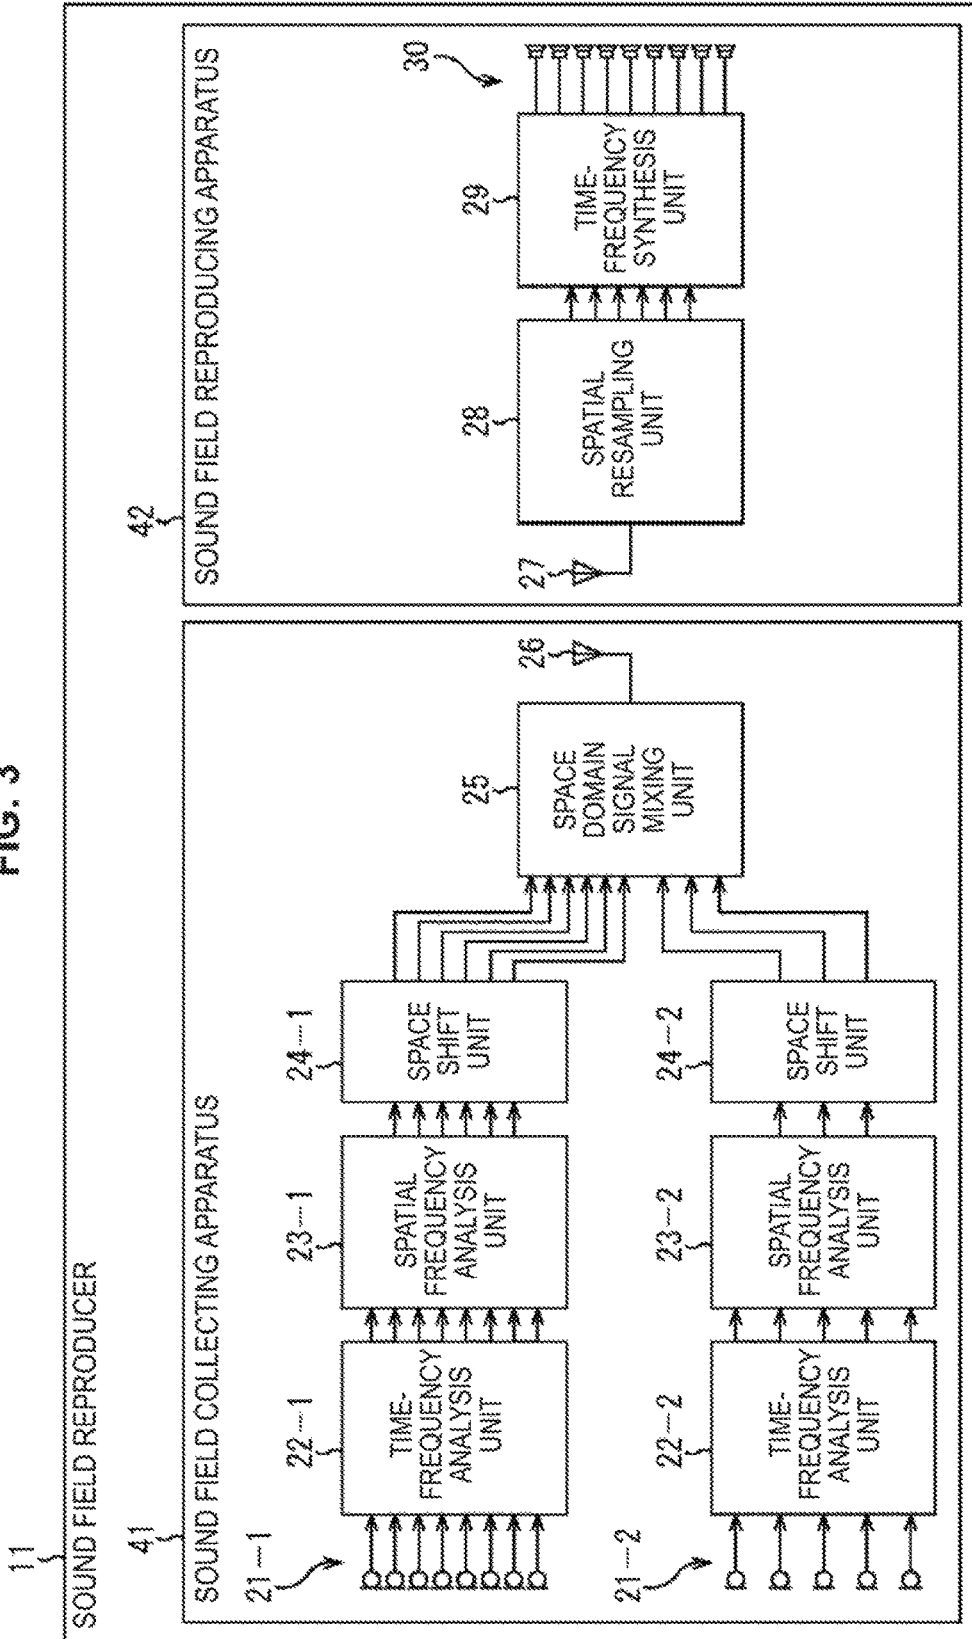 FIG. 3
11
SOUND FIELD REPRODUCER
41
SOUND FIELD COLLECTING APPARATUS
21---1
22---1
TIME-
FREQUENCY
ANALYSIS
UNIT
23---1
SPATIAL
FREQUENCY
ANALYSIS
UNIT
24---1
SPACE
SHIFT
UNIT
21---2
22---2
TIME-
FREQUENCY
ANALYSIS
UNIT
23---2
SPATIAL
FREQUENCY
ANALYSIS
UNIT
24---2
SPACE
SHIFT
UNIT
25
SPACE
DOMAIN
SIGNAL
MIXING
UNIT
26
42
SOUND FIELD REPRODUCING APPARATUS
27
28
SPATIAL
RESAMPLING
UNIT
29
TIME-
FREQUENCY
SYNTHESIS
UNIT
30